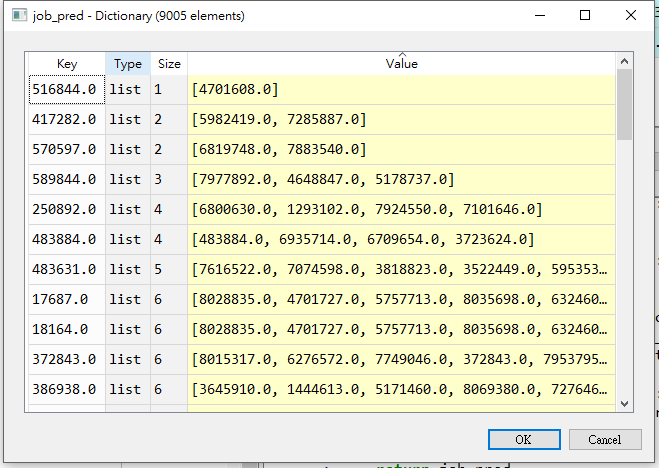 job_pred - Dictionary (9005 elements)
Key Type Size Value
516844.0 list 1 [4701608.0]
417282.0 list 2 [5982419.0, 7285887.0]
570597.0 list 2 [6819748.0, 7883540.0]
589844.0 list 3 [7977892.0, 4648847.0, 5178737.0]
250892.0 list 4 [6800630.0, 1293102.0, 7924550.0, 7101646.0]
483884.0 list 4 [483884.0, 6935714.0, 6709654.0, 3723624.0]
483631.0 list 5 [7616522.0, 7074598.0, 3818823.0, 3522449.0, 595353…
17687.0 list 6 [8028835.0, 4701727.0, 5757713.0, 8035698.0, 632460…
18164.0 list 6 [8028835.0, 4701727.0, 5757713.0, 8035698.0, 632460…
372843.0 list 6 [8015317.0, 6276572.0, 7749046.0, 372843.0, 7953795…
386938.0 list 6 [3645910.0, 1444613.0, 5171460.0, 8069380.0, 727646…
OK Cancel